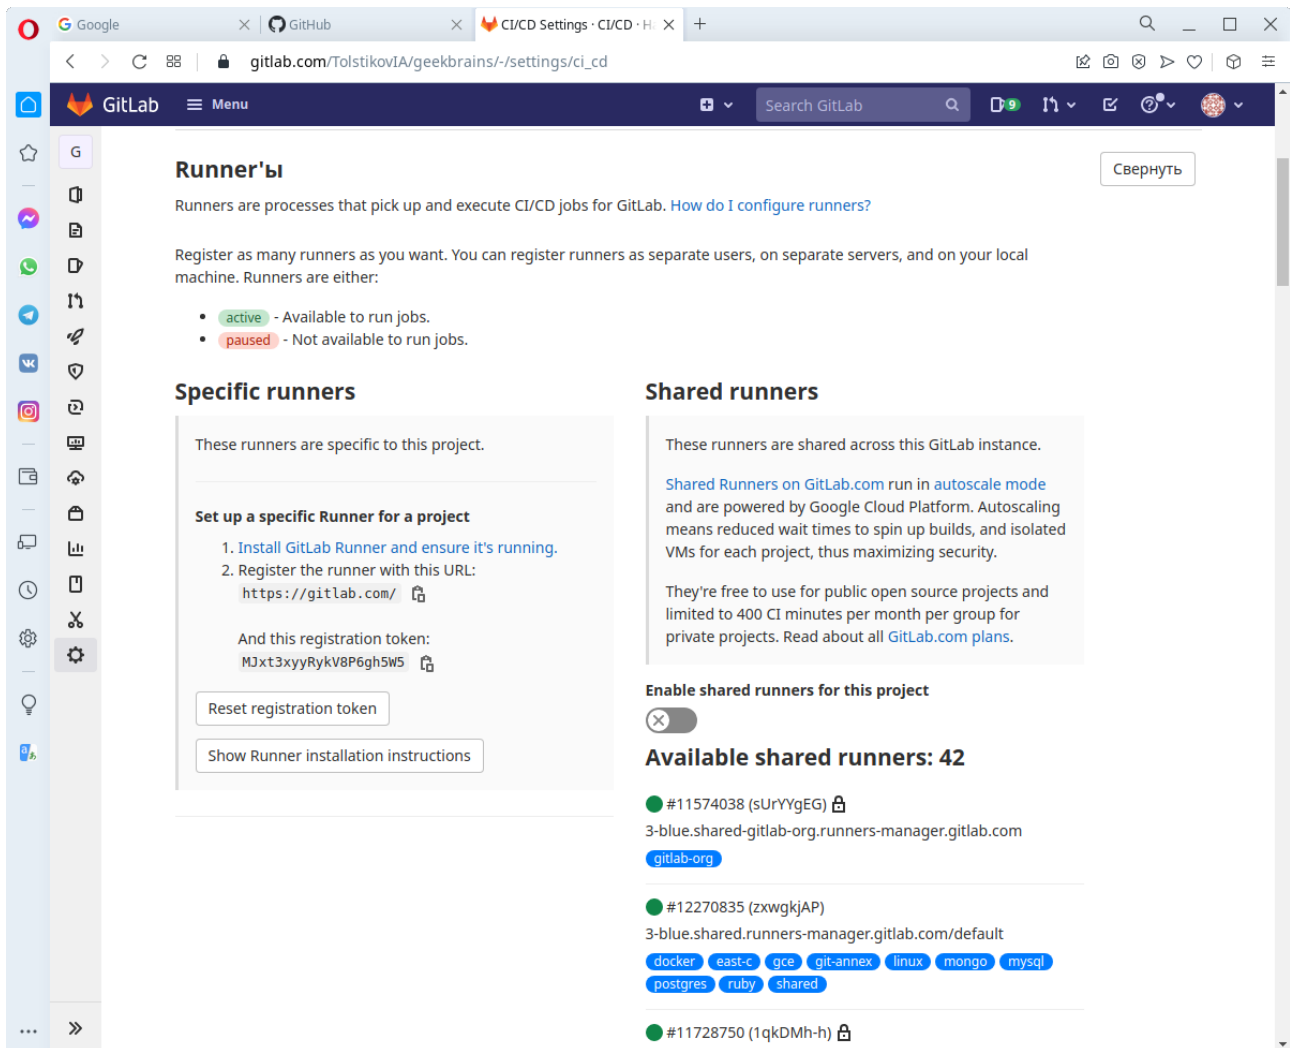 Google
GitHub
CI/CD Settings · CI/CD · H
gitlab.com/TolstikovIA/geekbrains/-/settings/ci_cd
GitLab
Menu
Search GitLab
9
G
Runner'ы
Свернуть
Runners are processes that pick up and execute CI/CD jobs for GitLab. How do I configure runners?
Register as many runners as you want. You can register runners as separate users, on separate servers, and on your local
machine. Runners are either:
active - Available to run jobs.
paused - Not available to run jobs.
Specific runners
These runners are specific to this project.
Set up a specific Runner for a project
1. Install GitLab Runner and ensure it's running.
2. Register the runner with this URL:
https://gitlab.com/
And this registration token:
MJxt3xyyRykV8P6gh5W5
Reset registration token
Show Runner installation instructions
Shared runners
These runners are shared across this GitLab instance.
Shared Runners on GitLab.com run in autoscale mode
and are powered by Google Cloud Platform. Autoscaling
means reduced wait times to spin up builds, and isolated
VMs for each project, thus maximizing security.
They're free to use for public open source projects and
limited to 400 CI minutes per month per group for
private projects. Read about all GitLab.com plans.
Enable shared runners for this project
Available shared runners: 42
#11574038 (sUrYYgEG)
3-blue.shared-gitlab-org.runners-manager.gitlab.com
gitlab-org
#12270835 (zxwgkjAP)
3-blue.shared.runners-manager.gitlab.com/default
docker east-c gce git-annex linux mongo mysql
postgres ruby shared
#11728750 (1qkDMh-h)